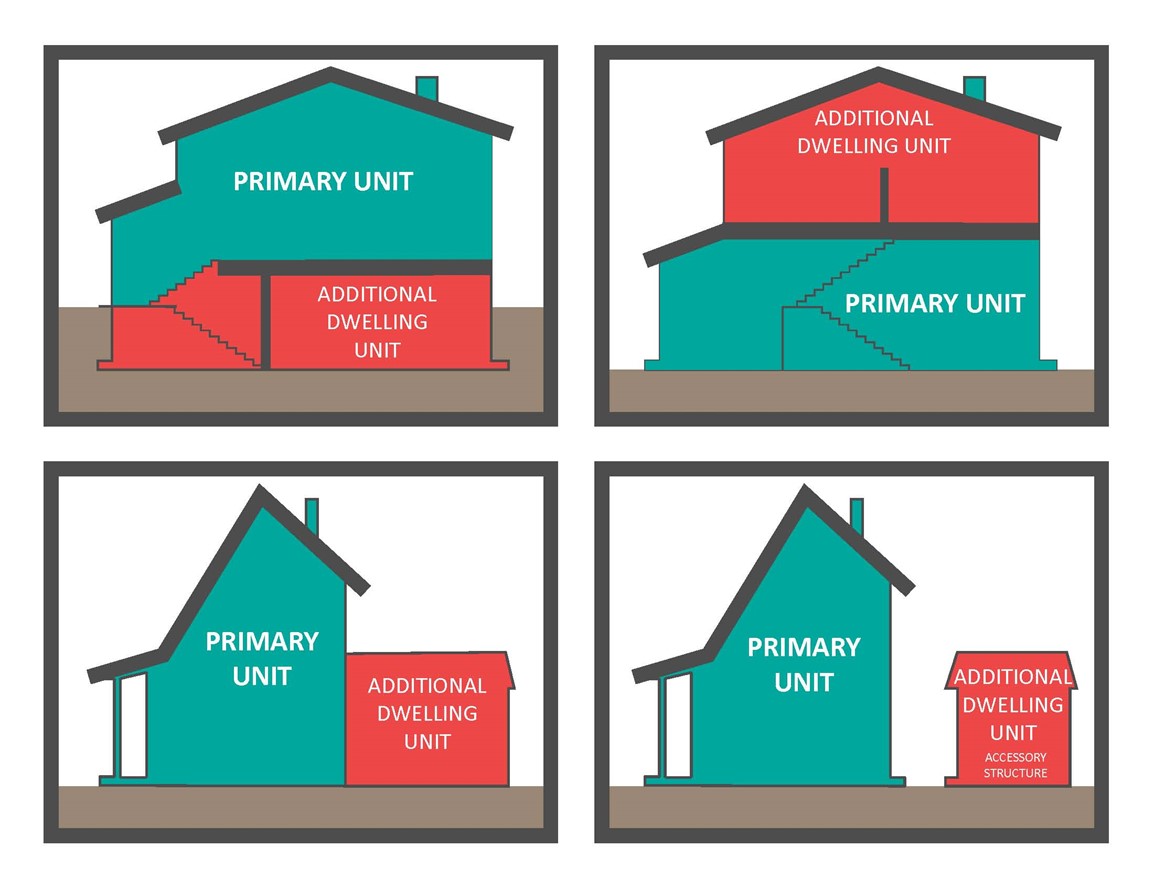 PRIMARY UNIT
ADDITIONAL
DWELLING
UNIT
ADDITIONAL
DWELLING UNIT
PRIMARY UNIT
PRIMARY
UNIT
ADDITIONAL
DWELLING
UNIT
PRIMARY
UNIT
ADDITIONAL
DWELLING
UNIT
ACCESSORY
STRUCTURE